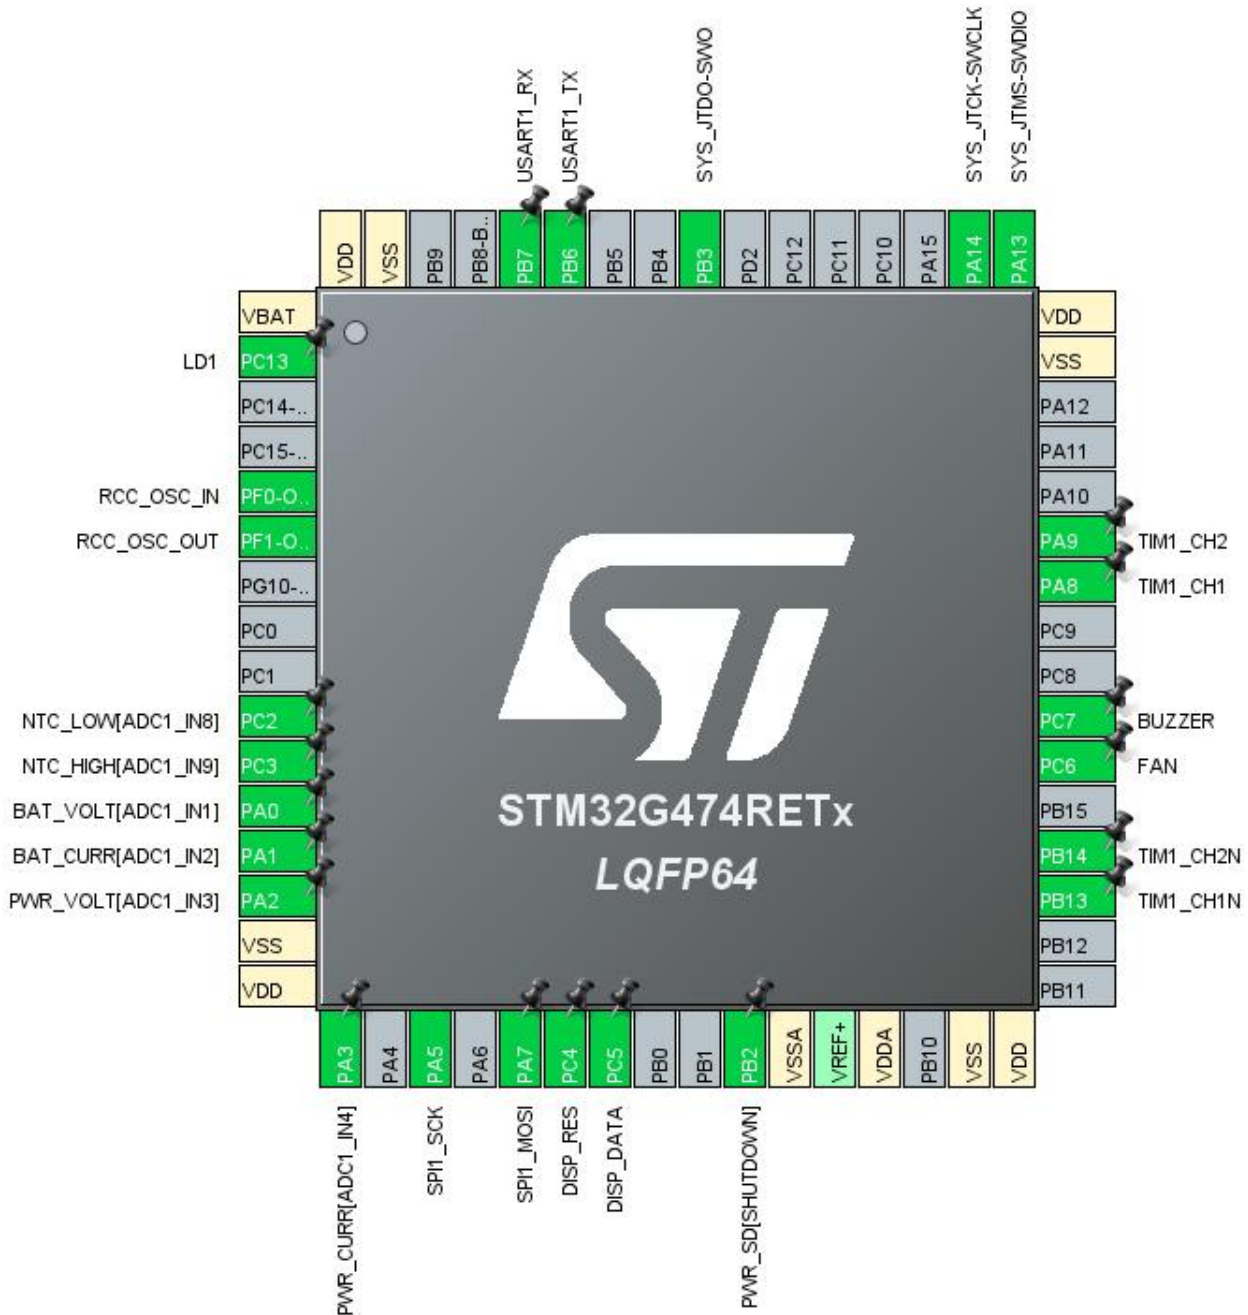 USART1_RX
USART1_TX
SYS_JTDO-SWO
SYS_JTCK-SWCLK
SYS_JTMS-SWDIO
VDD
VSS
PB9
PB8-B..
PB7
PB6
PB5
PB4
PB3
PD2
PC12
PC11
PC10
PA15
PA14
PA13
VBAT
LD1 PC13
PC14-..
PC15-..
RCC_OSC_IN PF0-O..
RCC_OSC_OUT PF1-O..
PG10-..
PC0
PC1
NTC_LOW[ADC1_IN8] PC2
NTC_HIGH[ADC1_IN9] PC3
BAT_VOLT[ADC1_IN1] PA0
BAT_CURR[ADC1_IN2] PA1
PWR_VOLT[ADC1_IN3] PA2
VSS
VDD
ST
STM32G474RETx
LQFP64
VDD
VSS
PA12
PA11
PA10
PA9 TIM1_CH2
PA8 TIM1_CH1
PC9
PC8
PC7 BUZZER
PC6 FAN
PB15
PB14 TIM1_CH2N
PB13 TIM1_CH1N
PB12
PB11
PA3
PA4
PA5
PA6
PA7
PC4
PC5
PB0
PB1
PB2
VSSA
VREF+
VDDA
PB10
VSS
VDD
PWR_CURR[ADC1_IN4]
SPI1_SCK
SPI1_MOSI
DISP_RES
DISP_DATA
PWR_SD[SHUTDOWN]